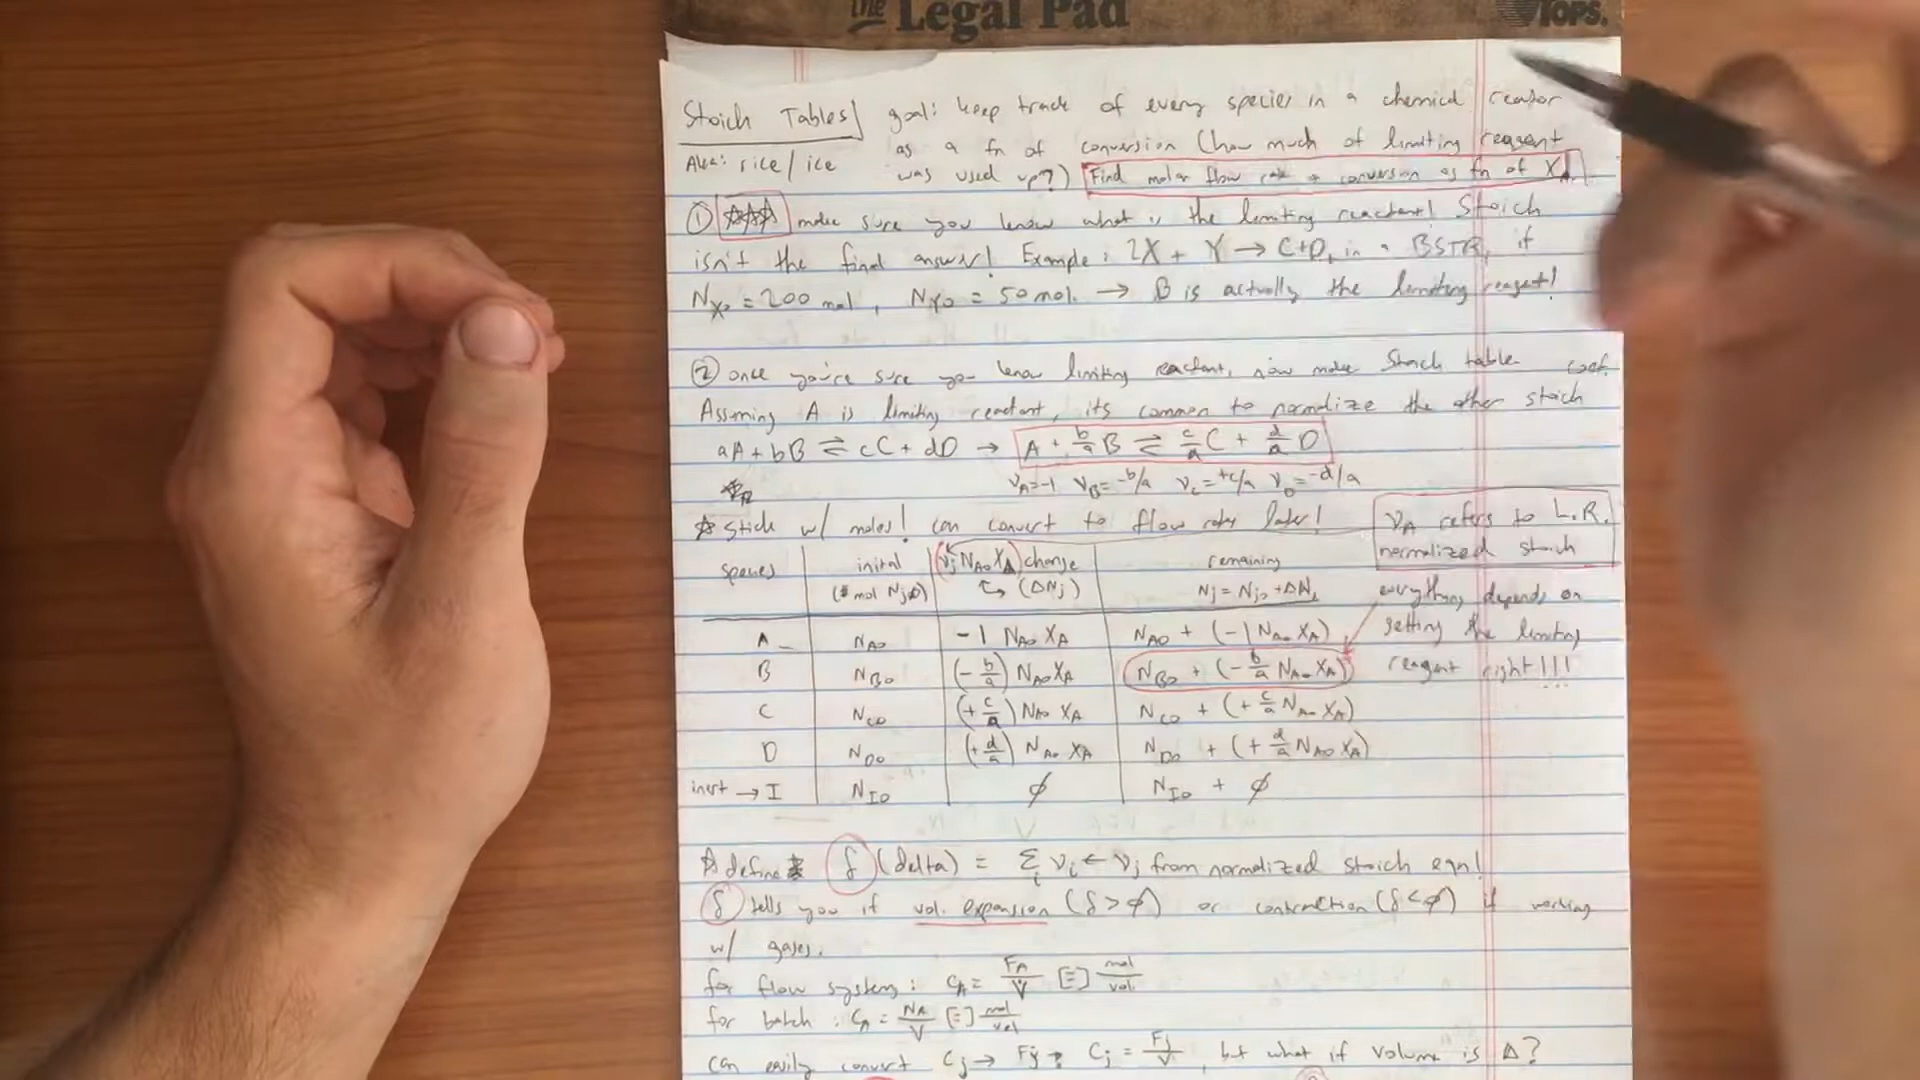 The Legal Pad TOPS.
Stoich Tables goal: keep track of every species in a chemical reactor
as a fn of conversion (how much of limiting reagent
Aka: rice/ice was used up?) Find molar flow rate + conversion as fn of XA.
① make sure you know what is the limiting reactant! Stoich
isn't the final answer! Example: 2X + Y → C+D, in a BSTR, if
NX0 = 200 mol, NY0 = 50 mol. → B is actually the limiting reagent!
② once you're sure you know limiting reactant, now make Stoich table
Assuming A is limiting reactant, its common to normalize the other stoich coef.
aA + bB ⇌ cC + dD → A + b/a B ⇌ c/a C + d/a D
νA=-1 νB=-b/a νC=+c/a νD=-d/a
☆ Stick w/ moles! can convert to flow rates later!
νA refers to L.R.
normalized stoich
species initial (νj NA0 XA) change remaining
(# mol Nj0) (ΔNj) Nj = Nj0 + ΔNj
everything depends on
getting the limiting
reagent right!!!
A NA0 -1 NA0 XA NA0 + (-1 NA0 XA)
B NB0 (-b/a) NA0 XA NB0 + (-b/a NA0 XA)
C NC0 (+c/a) NA0 XA NC0 + (+c/a NA0 XA)
D ND0 (+d/a) NA0 XA ND0 + (+d/a NA0 XA)
inert → I NI0 ϕ NI0 + ϕ
☆ define δ (delta) = Σi νi ← νj from normalized stoich eqn!
δ tells you if vol. expansion (δ > ϕ) or contraction (δ < ϕ) if working
w/ gases.
for flow system: CA = FA/V̇ [=] mol/vol.
for batch: CA = NA/V [=] mol/vol
can easily convert Cj → Fj: Cj = Fj/V̇, but what if volume is Δ?